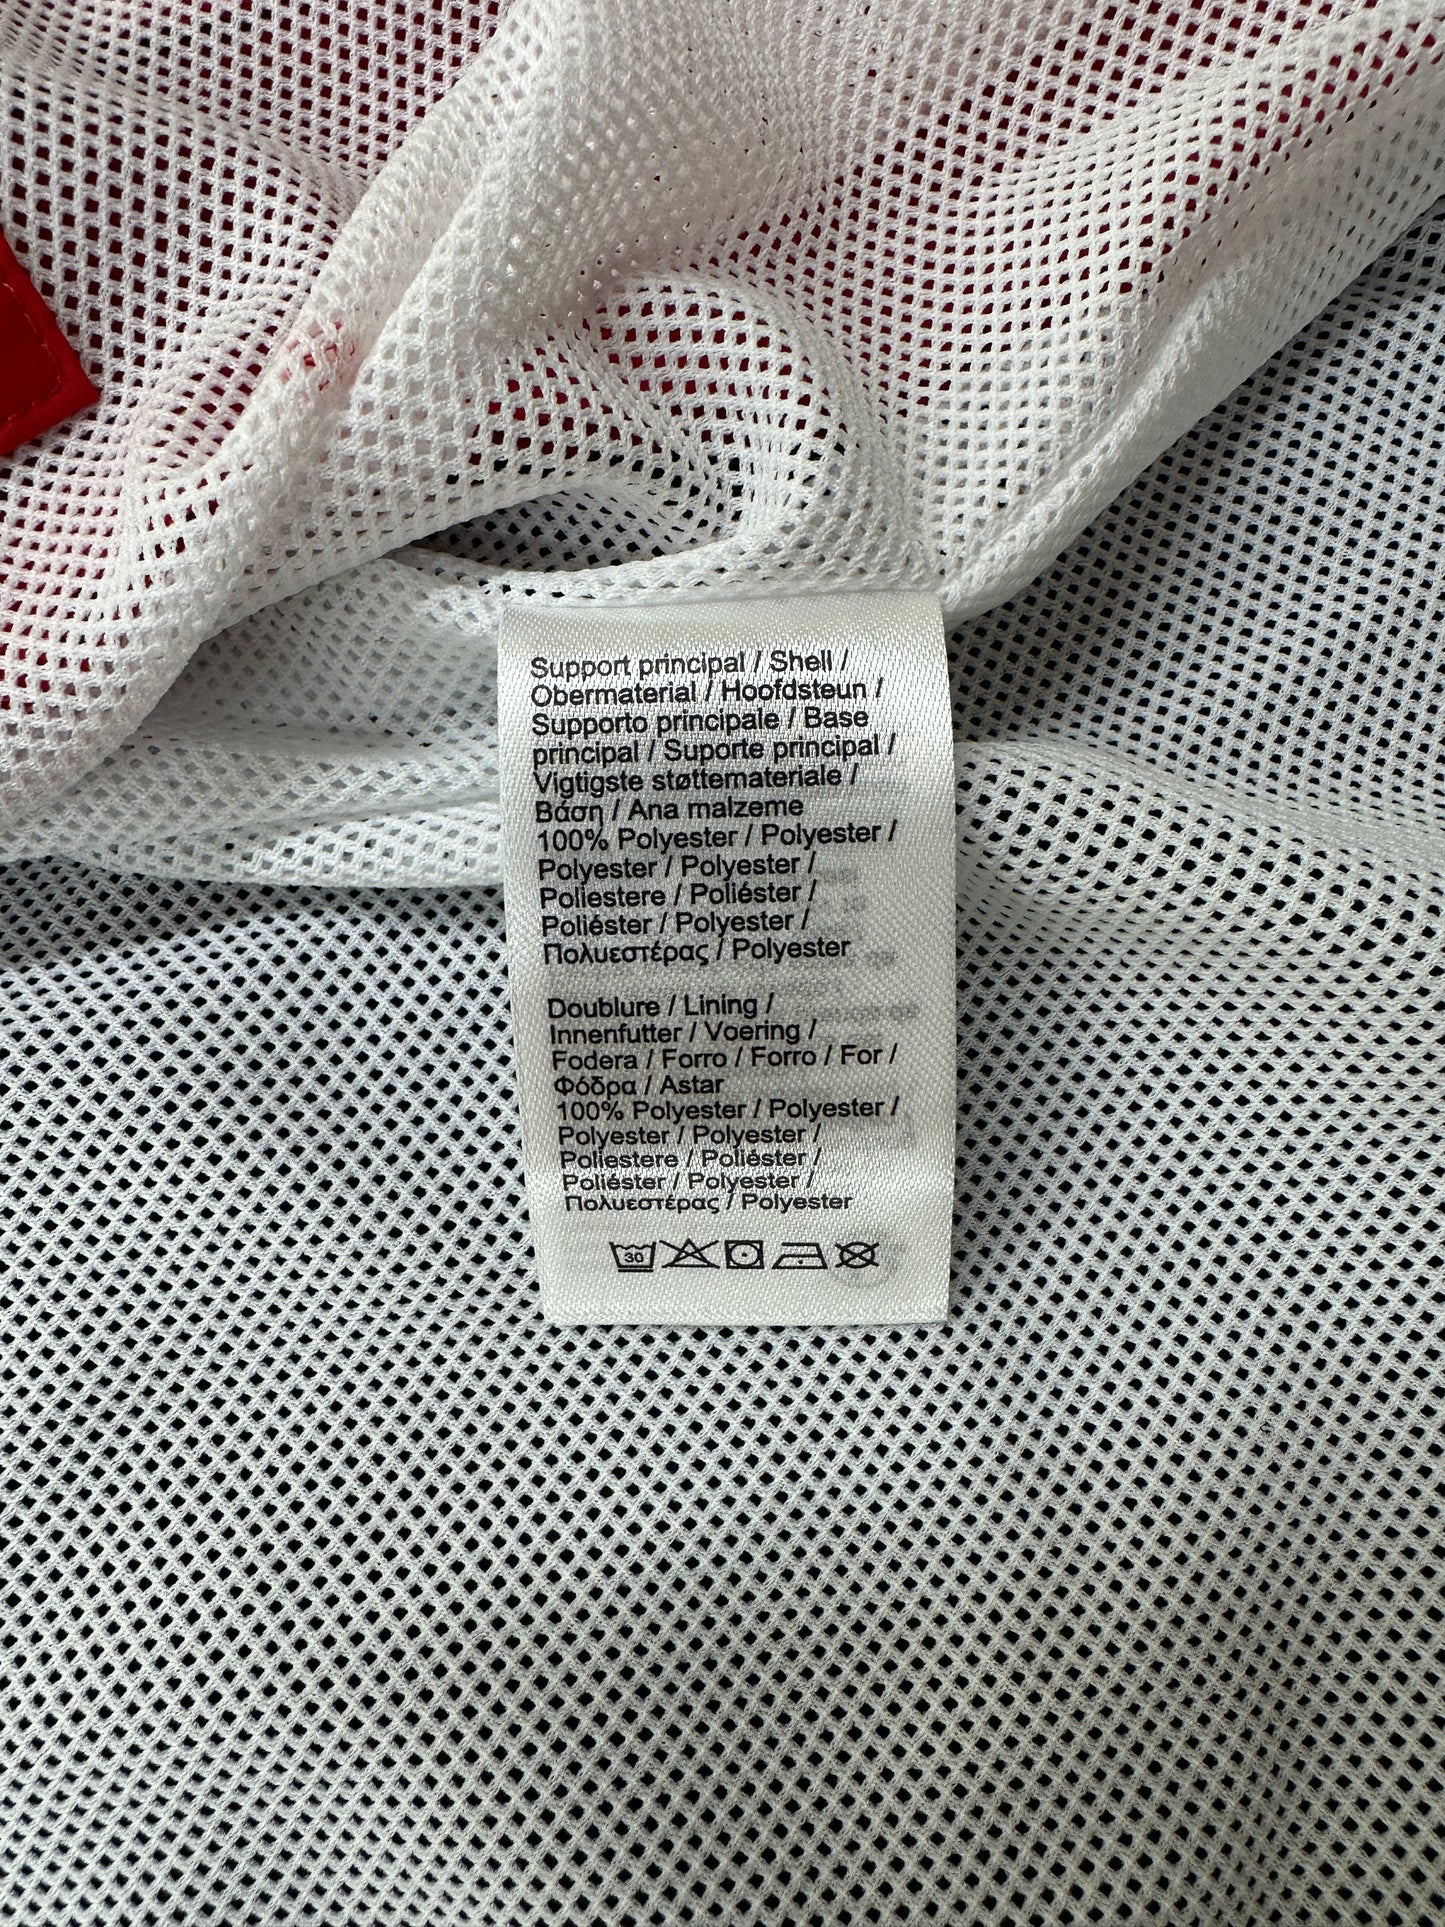 Support principal / Shell /
Obermaterial / Hoofdsteun /
Supporto principale / Base
principal / Suporte principal /
Vigtigste støttemateriale /
Βάση / Ana malzeme
100% Polyester / Polyester /
Polyester / Polyester /
Poliestere / Poliéster /
Poliéster / Polyester /
Πολυεστέρας / Polyester
Doublure / Lining /
Innenfutter / Voering /
Fodera / Forro / Forro / For /
Φόδρα / Astar
100% Polyester / Polyester /
Polyester / Polyester /
Poliestere / Poliéster /
Poliéster / Polyester /
Πολυεστέρας / Polyester
30